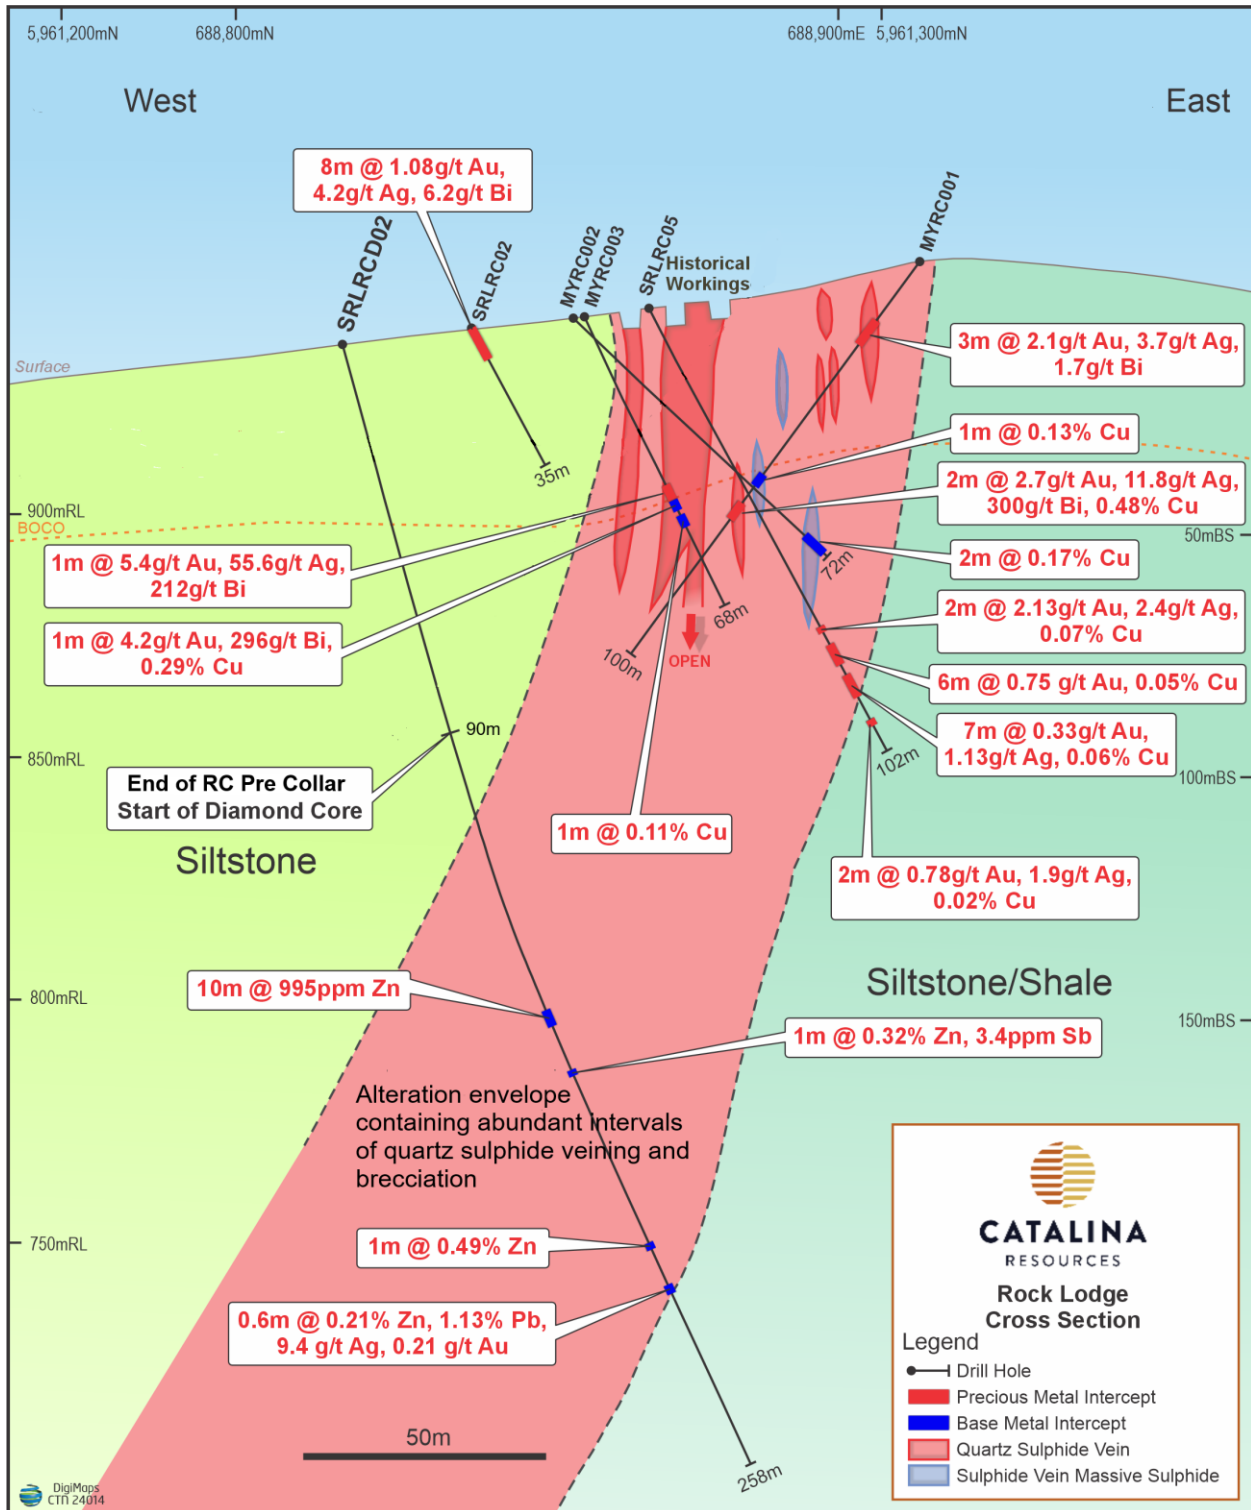 5,961,200mN
688,800mN
688,900mE
5,961,300mN
West
East
8m @ 1.08g/t Au,
4.2g/t Ag, 6.2g/t Bi
SRLRCD02
SRLRC02
MYRC002
MYRC003
SRLRC05
MYRC001
Historical
Workings
Surface
3m @ 2.1g/t Au, 3.7g/t Ag,
1.7g/t Bi
1m @ 0.13% Cu
35m
2m @ 2.7g/t Au, 11.8g/t Ag,
300g/t Bi, 0.48% Cu
900mRL
BOCO
50mBS
1m @ 5.4g/t Au, 55.6g/t Ag,
212g/t Bi
2m @ 0.17% Cu
72m
2m @ 2.13g/t Au, 2.4g/t Ag,
0.07% Cu
68m
1m @ 4.2g/t Au, 296g/t Bi,
0.29% Cu
100m
OPEN
6m @ 0.75 g/t Au, 0.05% Cu
90m
7m @ 0.33g/t Au,
1.13g/t Ag, 0.06% Cu
102m
850mRL
100mBS
End of RC Pre Collar
Start of Diamond Core
1m @ 0.11% Cu
Siltstone
2m @ 0.78g/t Au, 1.9g/t Ag,
0.02% Cu
10m @ 995ppm Zn
Siltstone/Shale
800mRL
150mBS
1m @ 0.32% Zn, 3.4ppm Sb
Alteration envelope
containing abundant intervals
of quartz sulphide veining and
brecciation
750mRL
1m @ 0.49% Zn
0.6m @ 0.21% Zn, 1.13% Pb,
9.4 g/t Ag, 0.21 g/t Au
50m
258m
CATALINA
RESOURCES
Rock Lodge
Cross Section
Legend
Drill Hole
Precious Metal Intercept
Base Metal Intercept
Quartz Sulphide Vein
Sulphide Vein Massive Sulphide
DigiMaps
CTN 24014